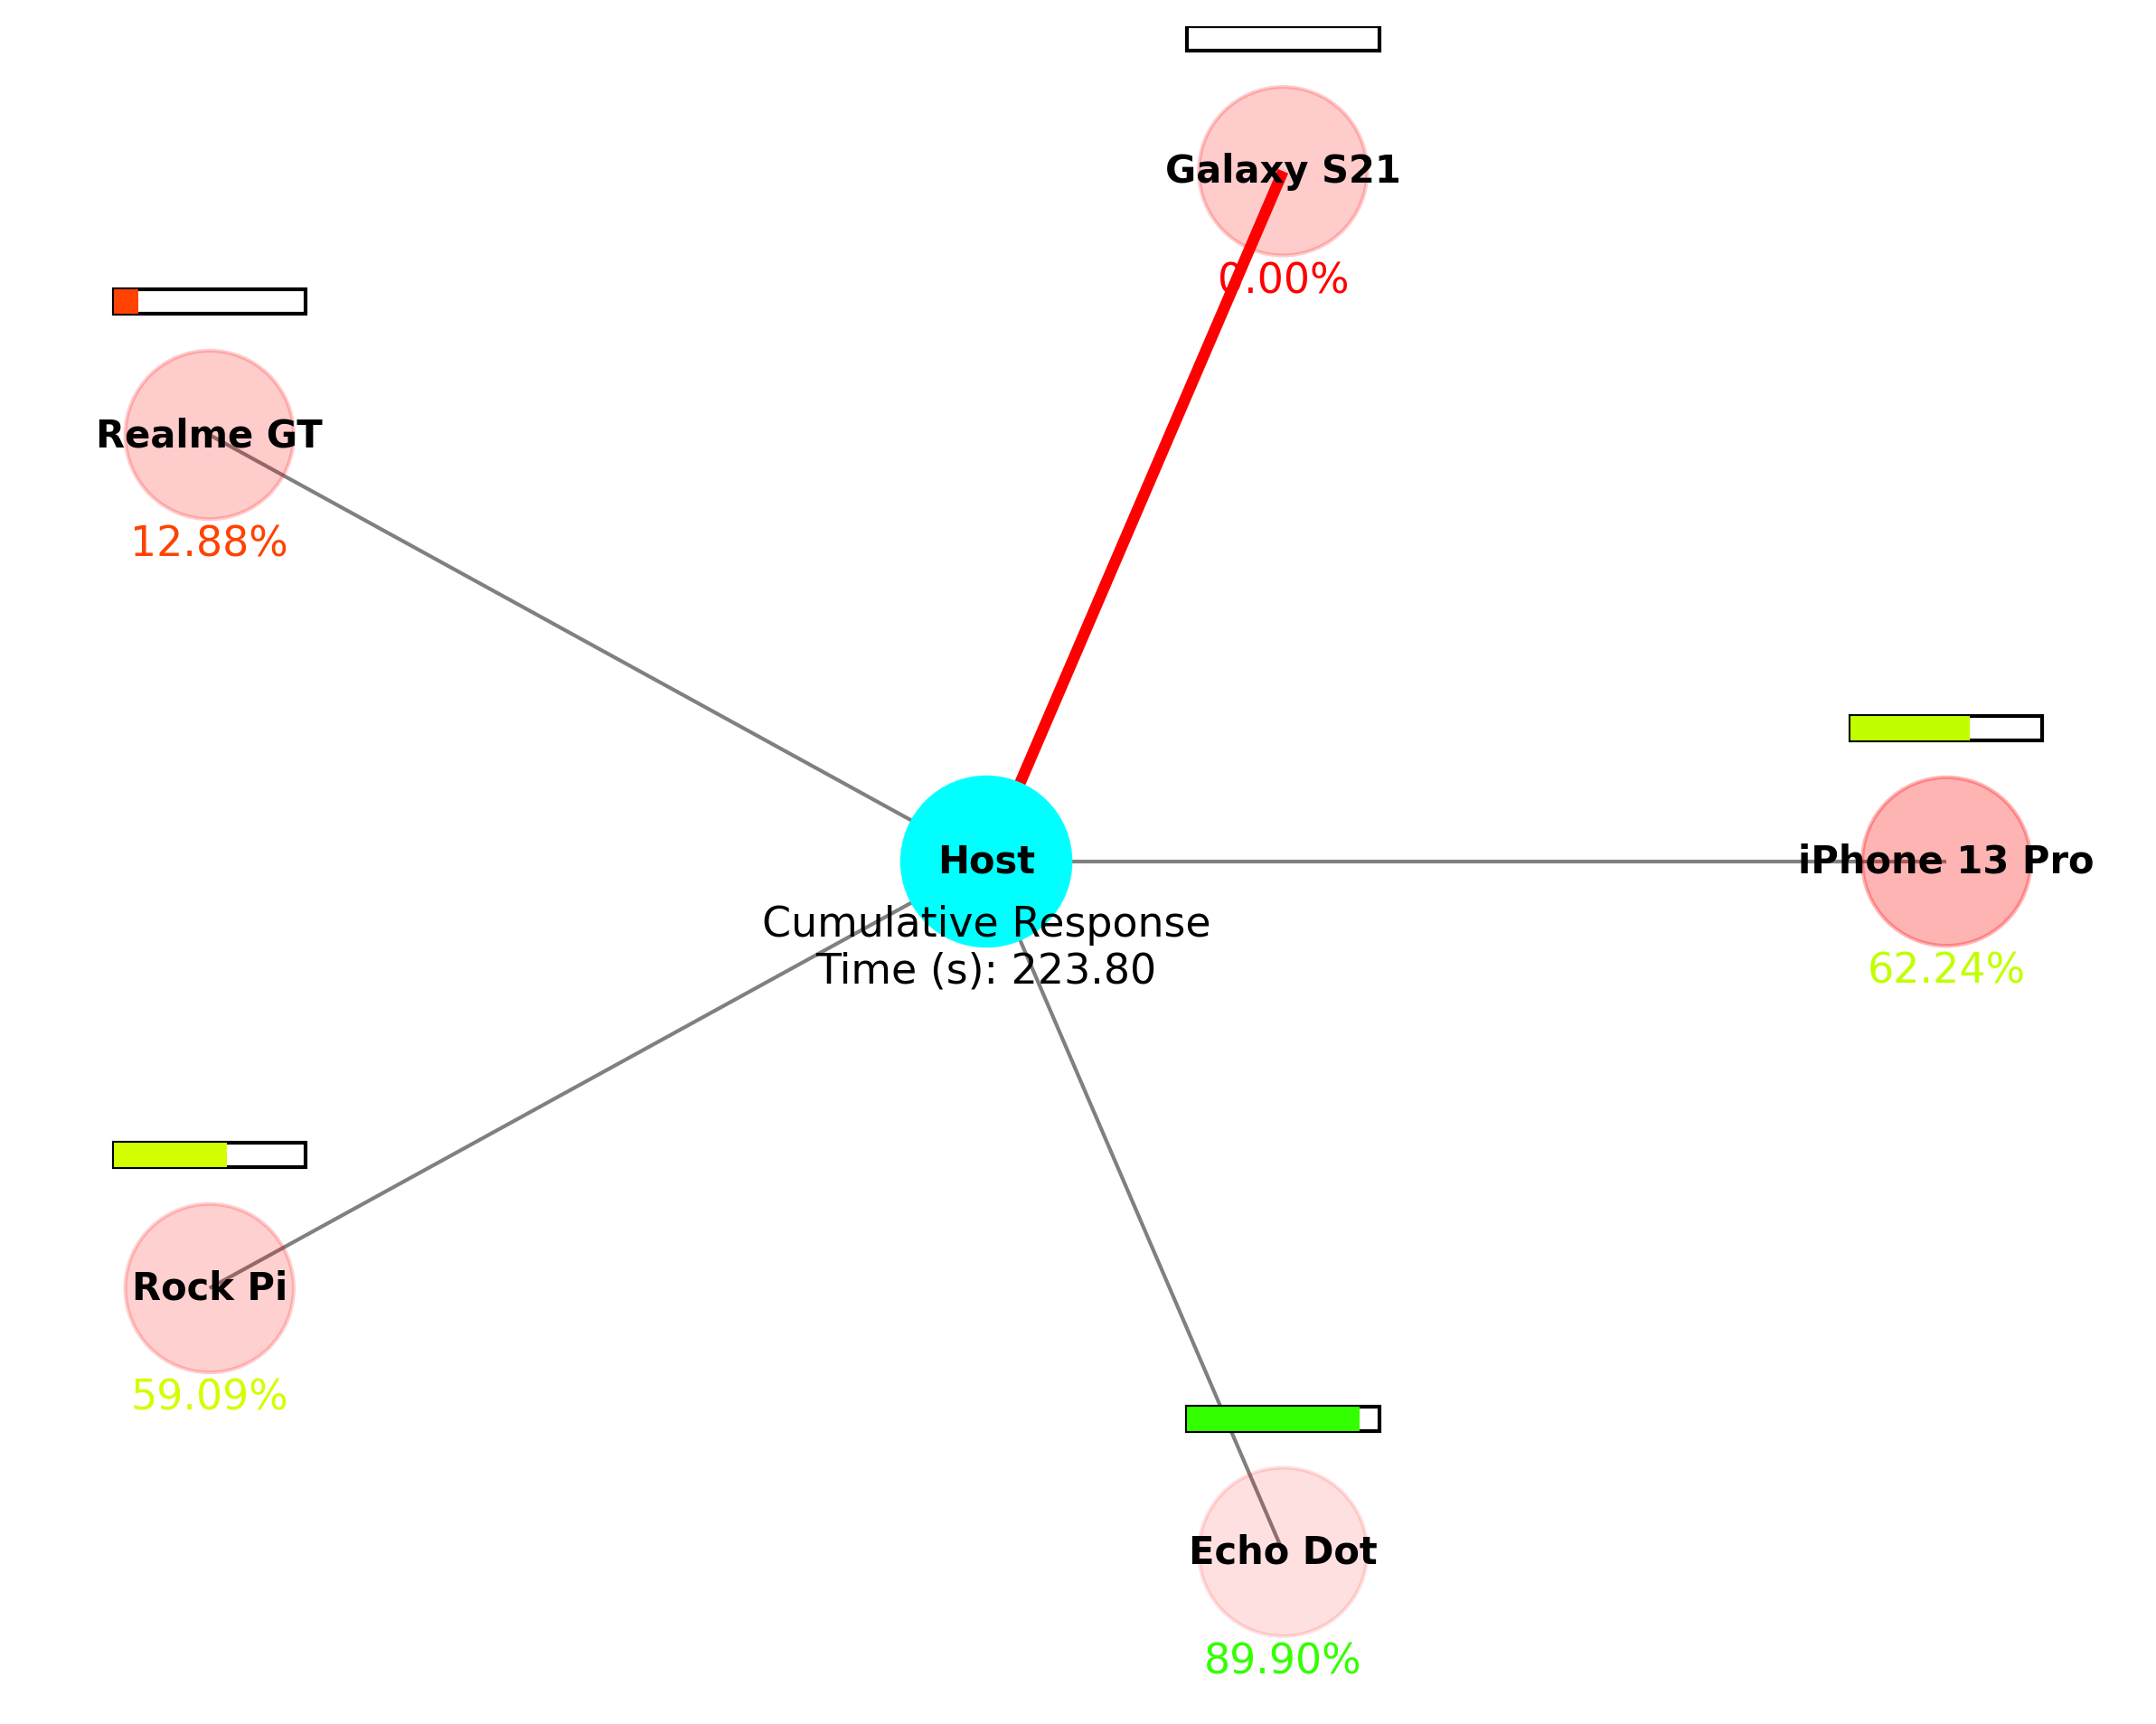 Galaxy S21
0.00%
Realme GT
12.88%
Host
Cumulative Response
Time (s): 223.80
iPhone 13 Pro
62.24%
Rock Pi
59.09%
Echo Dot
89.90%